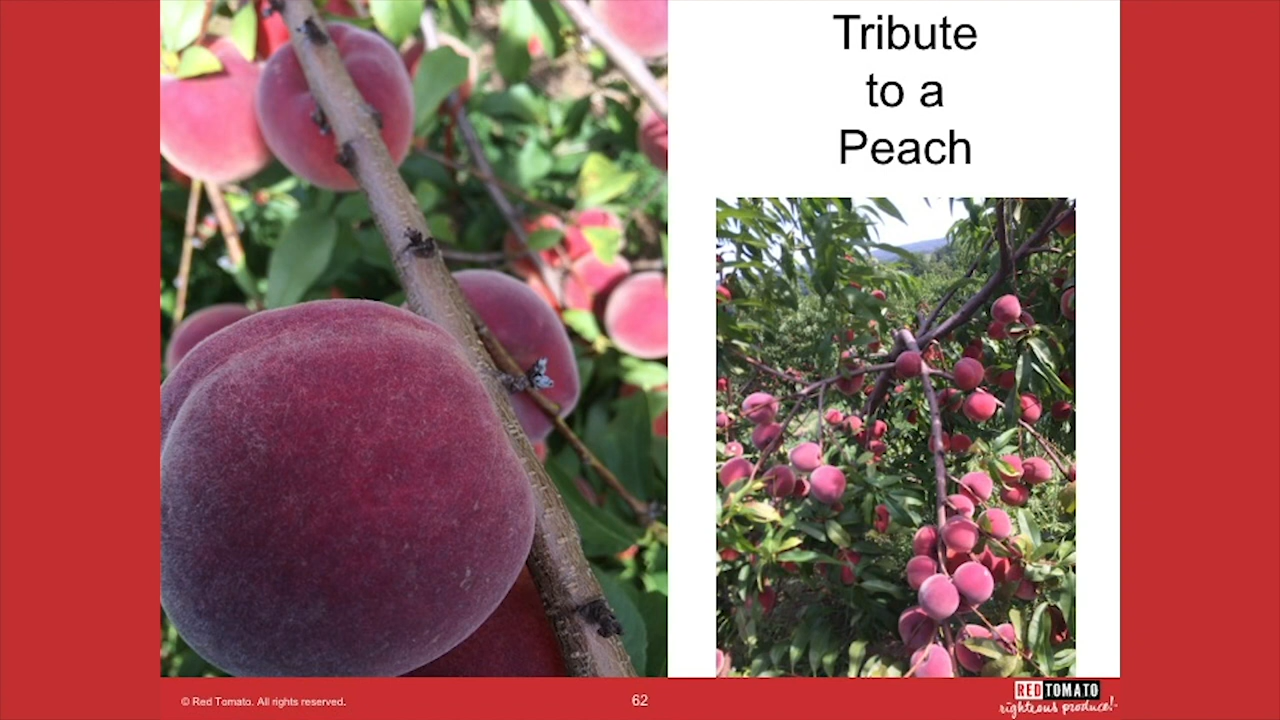 Tribute
to a
Peach
© Red Tomato. All rights reserved.
62
RED TOMATO
righteous produce!